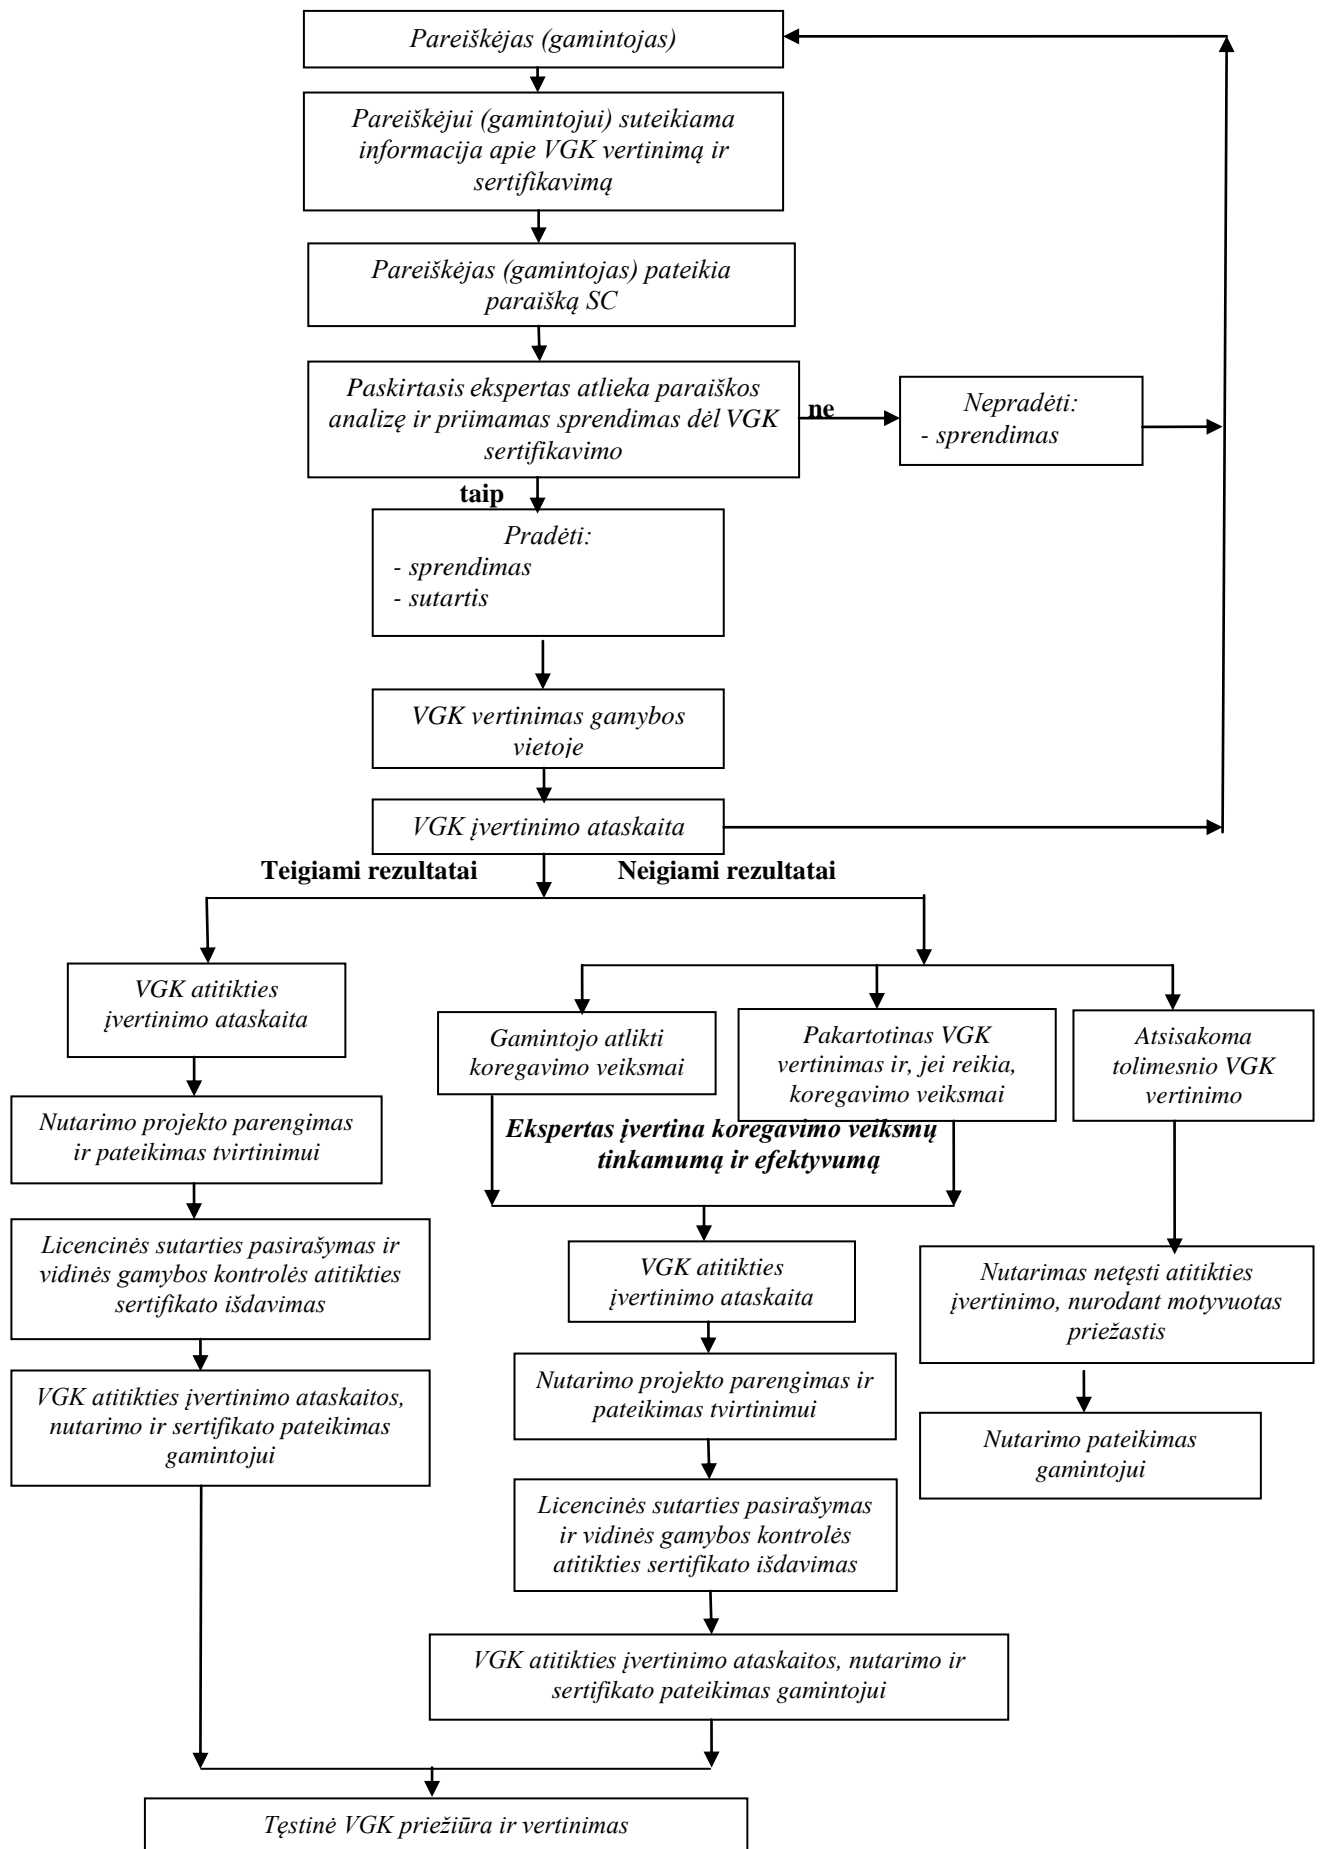 Pareiškėjas (gamintojas)
Pareiškėjui (gamintojui) suteikiama
informacija apie VGK vertinimą ir
sertifikavimą
Pareiškėjas (gamintojas) pateikia
paraišką SC
Paskirtasis ekspertas atlieka paraiškos
analizę ir priimamas sprendimas dėl VGK
sertifikavimo
ne
Nepradėti:
- sprendimas
taip
Pradėti:
- sprendimas
- sutartis
VGK vertinimas gamybos
vietoje
VGK įvertinimo ataskaita
Teigiami rezultatai
Neigiami rezultatai
VGK atitikties
įvertinimo ataskaita
Nutarimo projekto parengimas
ir pateikimas tvirtinimui
Licencinės sutarties pasirašymas ir
vidinės gamybos kontrolės atitikties
sertifikato išdavimas
VGK atitikties įvertinimo ataskaitos,
nutarimo ir sertifikato pateikimas
gamintojui
Gamintojo atlikti
koregavimo veiksmai
Pakartotinas VGK
vertinimas ir, jei reikia,
koregavimo veiksmai
Ekspertas įvertina koregavimo veiksmų
tinkamumą ir efektyvumą
VGK atitikties
įvertinimo ataskaita
Nutarimo projekto parengimas ir
pateikimas tvirtinimui
Licencinės sutarties pasirašymas
ir vidinės gamybos kontrolės
atitikties sertifikato išdavimas
VGK atitikties įvertinimo ataskaitos, nutarimo ir
sertifikato pateikimas gamintojui
Atsisakoma
tolimesnio VGK
vertinimo
Nutarimas netęsti atitikties
įvertinimo, nurodant motyvuotas
priežastis
Nutarimo pateikimas
gamintojui
Tęstinė VGK priežiūra ir vertinimas